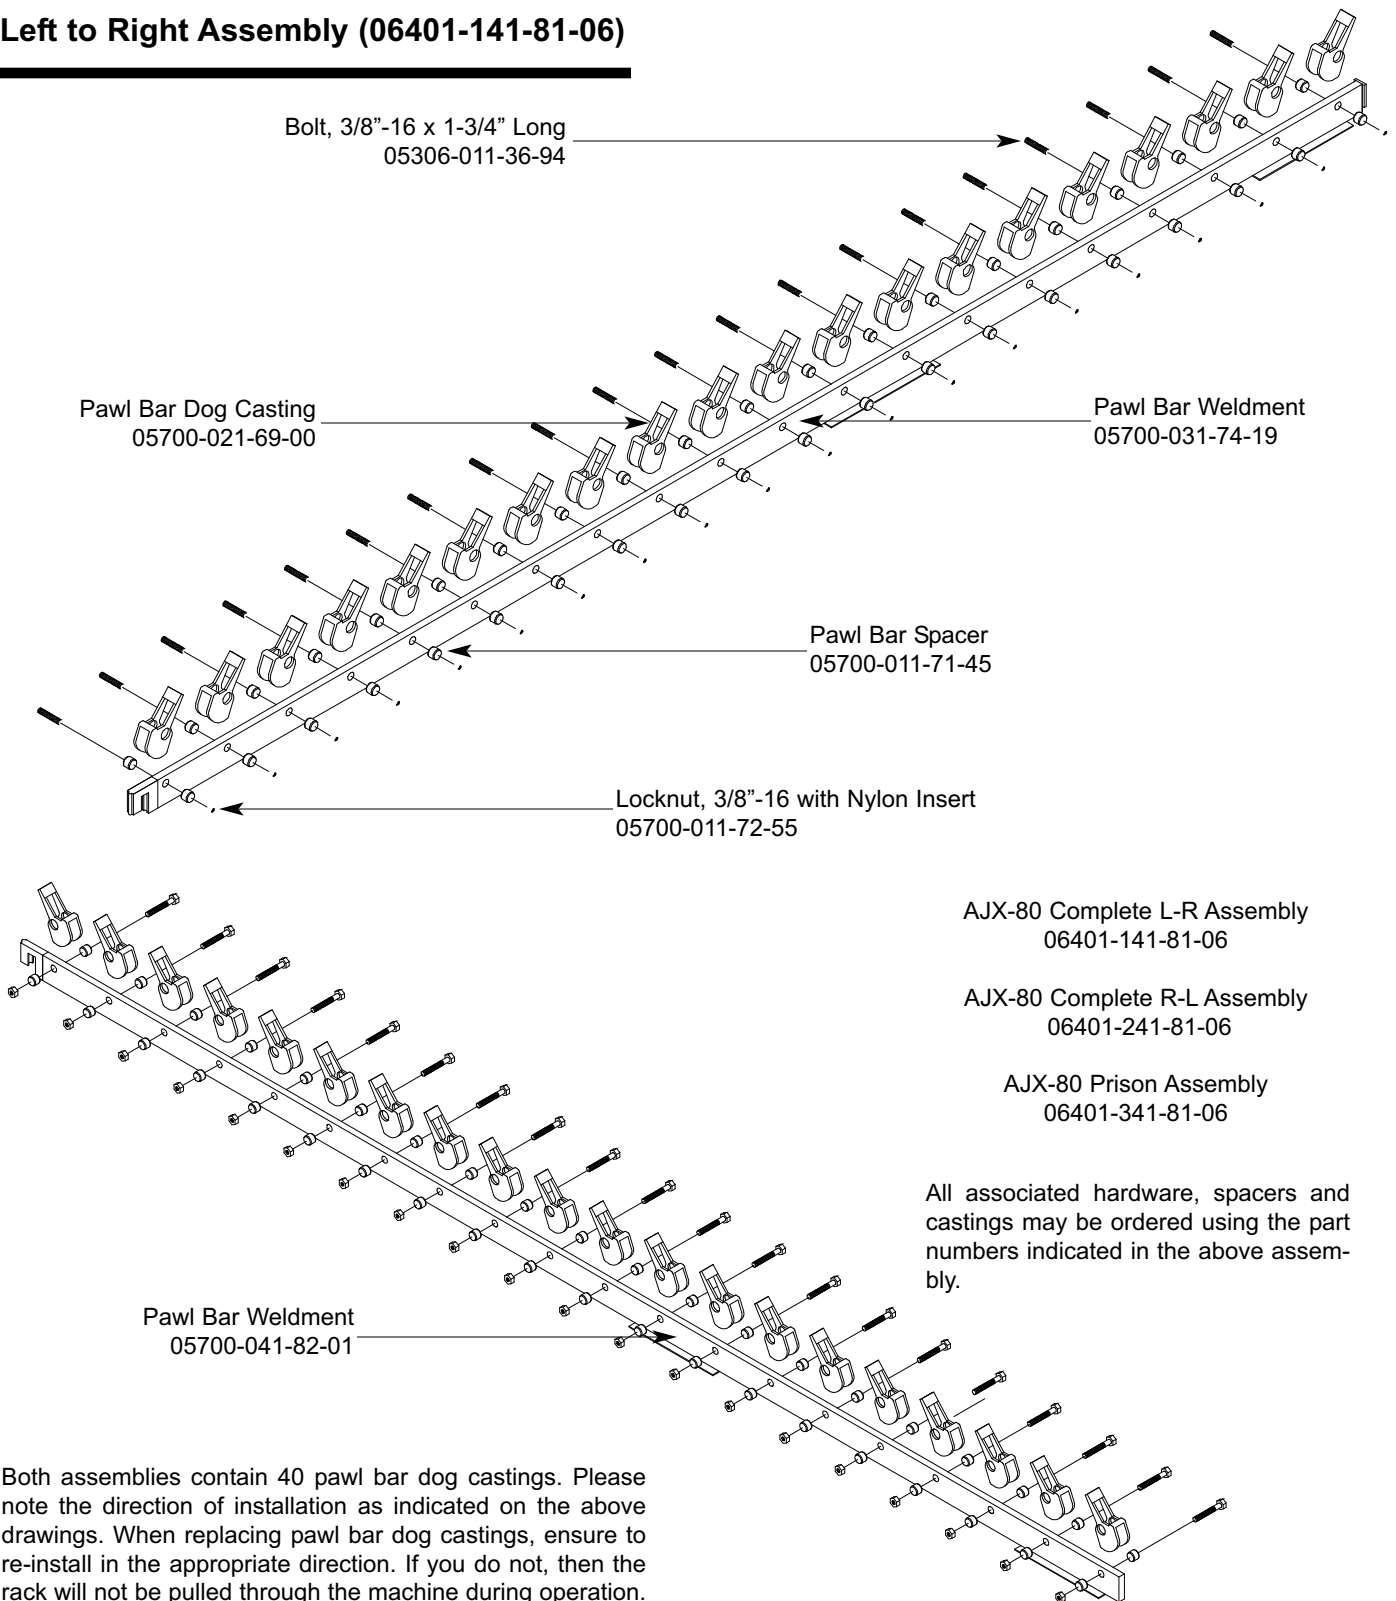 Left to Right Assembly (06401-141-81-06)
Bolt, 3/8"-16 x 1-3/4” Long
05306-011-36-94
Pawl Bar Dog Casting
05700-021-69-00
Pawl Bar Weldment
05700-031-74-19
Pawl Bar Spacer
05700-011-71-45
Locknut, 3/8”-16 with Nylon Insert
05700-011-72-55
AJX-80 Complete L-R Assembly
06401-141-81-06
AJX-80 Complete R-L Assembly
06401-241-81-06
AJX-80 Prison Assembly
06401-341-81-06
All associated hardware, spacers and
castings may be ordered using the part
numbers indicated in the above assem-
bly.
Pawl Bar Weldment
05700-041-82-01
Both assemblies contain 40 pawl bar dog castings. Please
note the direction of installation as indicated on the above
drawings. When replacing pawl bar dog castings, ensure to
re-install in the appropriate direction. If you do not, then the
rack will not be pulled through the machine during operation.